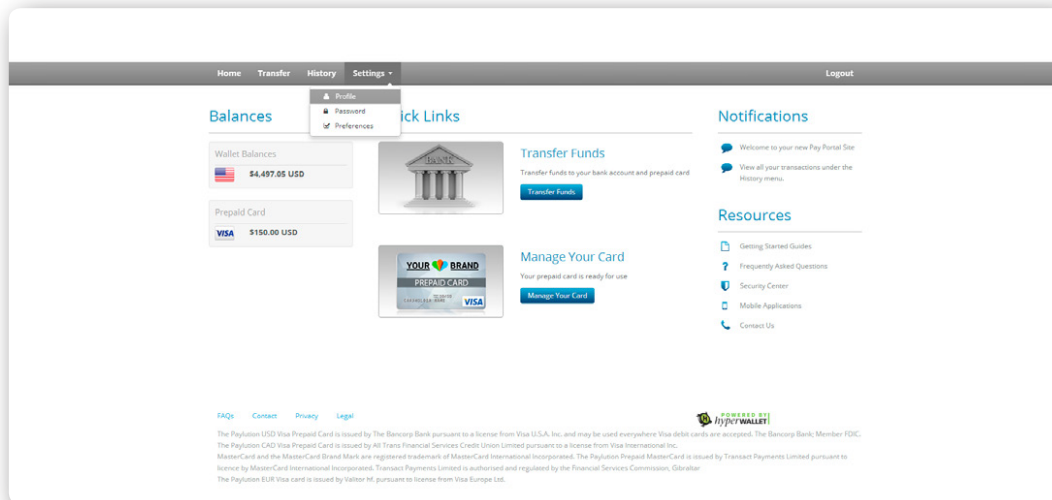 Home Transfer History Settings Logout
Profile
Password
Preferences
Balances
Wallet Balances
$4,497.05 USD
Prepaid Card
VISA $150.00 USD
ick Links
BANK
Transfer Funds
Transfer funds to your bank account and prepaid card
Transfer Funds
YOUR BRAND
PREPAID CARD
VISA
Manage Your Card
Your prepaid card is ready for use
Manage Your Card
Notifications
Welcome to your new Pay Portal Site
View all your transactions under the
History menu.
Resources
Getting Started Guides
Frequently Asked Questions
Security Center
Mobile Applications
Contact Us
FAQs Contact Privacy Legal
POWERED BY
hyperWALLET
The Paylution USD Visa Prepaid Card is issued by The Bancorp Bank pursuant to a license from Visa U.S.A. Inc. and may be used everywhere Visa debit cards are accepted. The Bancorp Bank; Member FDIC.
The Paylution CAD Visa Prepaid Card is issued by All Trans Financial Services Credit Union Limited pursuant to a license from Visa International Inc.
MasterCard and the MasterCard Brand Mark are registered trademark of MasterCard International Incorporated. The Paylution Prepaid MasterCard is issued by Transact Payments Limited pursuant to
licence by MasterCard International Incorporated. Transact Payments Limited is authorised and regulated by the Financial Services Commission, Gibraltar
The Paylution EUR Visa card is issued by Valitor hf. pursuant to license from Visa Europe Ltd.